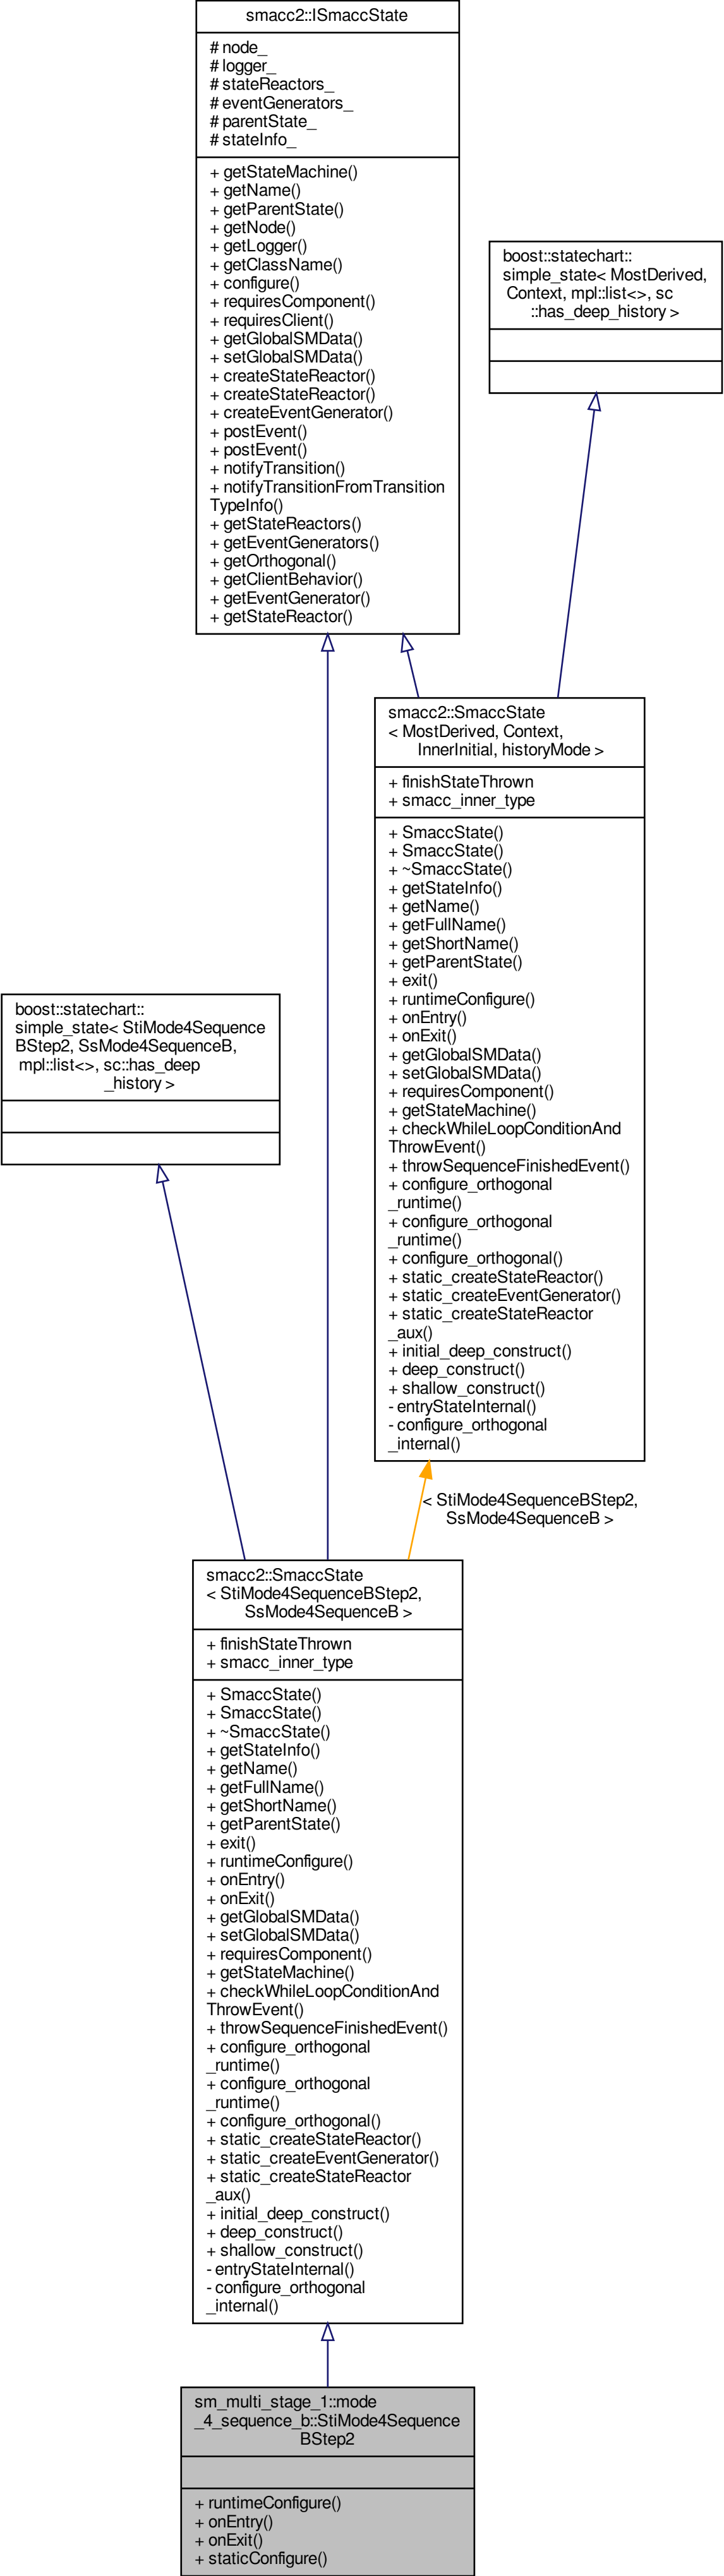 smacc2::ISmaccState
# node_
# logger_
# stateReactors_
# eventGenerators_
# parentState_
# stateInfo_
+ getStateMachine()
+ getName()
+ getParentState()
+ getNode()
+ getLogger()
+ getClassName()
+ configure()
+ requiresComponent()
+ requiresClient()
+ getGlobalSMData()
+ setGlobalSMData()
+ createStateReactor()
+ createStateReactor()
+ createEventGenerator()
+ postEvent()
+ postEvent()
+ notifyTransition()
+ notifyTransitionFromTransition
TypeInfo()
+ getStateReactors()
+ getEventGenerators()
+ getOrthogonal()
+ getClientBehavior()
+ getEventGenerator()
+ getStateReactor()
boost::statechart::
simple_state< MostDerived,
Context, mpl::list<>, sc
::has_deep_history >
smacc2::SmaccState
< MostDerived, Context,
InnerInitial, historyMode >
+ finishStateThrown
+ smacc_inner_type
+ SmaccState()
+ SmaccState()
+ ~SmaccState()
+ getStateInfo()
+ getName()
+ getFullName()
+ getShortName()
+ getParentState()
+ exit()
+ runtimeConfigure()
+ onEntry()
+ onExit()
+ getGlobalSMData()
+ setGlobalSMData()
+ requiresComponent()
+ getStateMachine()
+ checkWhileLoopConditionAnd
ThrowEvent()
+ throwSequenceFinishedEvent()
+ configure_orthogonal
_runtime()
+ configure_orthogonal
_runtime()
+ configure_orthogonal()
+ static_createStateReactor()
+ static_createEventGenerator()
+ static_createStateReactor
_aux()
+ initial_deep_construct()
+ deep_construct()
+ shallow_construct()
- entryStateInternal()
- configure_orthogonal
_internal()
boost::statechart::
simple_state< StiMode4Sequence
BStep2, SsMode4SequenceB,
mpl::list<>, sc::has_deep
_history >
< StiMode4SequenceBStep2,
SsMode4SequenceB >
smacc2::SmaccState
< StiMode4SequenceBStep2,
SsMode4SequenceB >
+ finishStateThrown
+ smacc_inner_type
+ SmaccState()
+ SmaccState()
+ ~SmaccState()
+ getStateInfo()
+ getName()
+ getFullName()
+ getShortName()
+ getParentState()
+ exit()
+ runtimeConfigure()
+ onEntry()
+ onExit()
+ getGlobalSMData()
+ setGlobalSMData()
+ requiresComponent()
+ getStateMachine()
+ checkWhileLoopConditionAnd
ThrowEvent()
+ throwSequenceFinishedEvent()
+ configure_orthogonal
_runtime()
+ configure_orthogonal
_runtime()
+ configure_orthogonal()
+ static_createStateReactor()
+ static_createEventGenerator()
+ static_createStateReactor
_aux()
+ initial_deep_construct()
+ deep_construct()
+ shallow_construct()
- entryStateInternal()
- configure_orthogonal
_internal()
sm_multi_stage_1::mode
_4_sequence_b::StiMode4Sequence
BStep2
+ runtimeConfigure()
+ onEntry()
+ onExit()
+ staticConfigure()